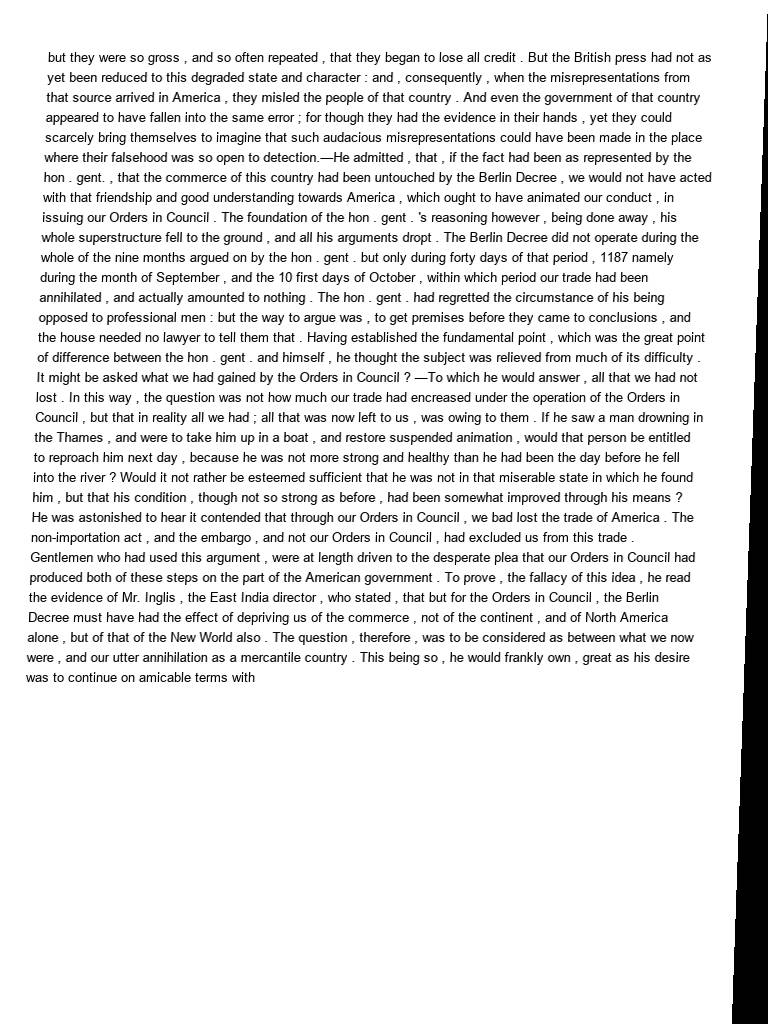 but they were so gross , and so often repeated , that they began to lose all credit . But the British press had not as
yet been reduced to this degraded state and character : and , consequently , when the misrepresentations from
that source arrived in America , they misled the people of that country . And even the government of that country
appeared to have fallen into the same error ; for though they had the evidence in their hands , yet they could
scarcely bring themselves to imagine that such audacious misrepresentations could have been made in the place
where their falsehood was so open to detection.—He admitted , that , if the fact had been as represented by the
hon . gent. , that the commerce of this country had been untouched by the Berlin Decree , we would not have acted
with that friendship and good understanding towards America , which ought to have animated our conduct , in
issuing our Orders in Council . The foundation of the hon . gent . 's reasoning however , being done away , his
whole superstructure fell to the ground , and all his arguments dropt . The Berlin Decree did not operate during the
whole of the nine months argued on by the hon . gent . but only during forty days of that period , 1187 namely
during the month of September , and the 10 first days of October , within which period our trade had been
annihilated , and actually amounted to nothing . The hon . gent . had regretted the circumstance of his being
opposed to professional men : but the way to argue was , to get premises before they came to conclusions , and
the house needed no lawyer to tell them that . Having established the fundamental point , which was the great point
of difference between the hon . gent . and himself , he thought the subject was relieved from much of its difficulty .
It might be asked what we had gained by the Orders in Council ? —To which he would answer , all that we had not
lost . In this way , the question was not how much our trade had encreased under the operation of the Orders in
Council , but that in reality all we had ; all that was now left to us , was owing to them . If he saw a man drowning in
the Thames , and were to take him up in a boat , and restore suspended animation , would that person be entitled
to reproach him next day , because he was not more strong and healthy than he had been the day before he fell
into the river ? Would it not rather be esteemed sufficient that he was not in that miserable state in which he found
him , but that his condition , though not so strong as before , had been somewhat improved through his means ?
He was astonished to hear it contended that through our Orders in Council , we bad lost the trade of America . The
non-importation act , and the embargo , and not our Orders in Council , had excluded us from this trade .
Gentlemen who had used this argument , were at length driven to the desperate plea that our Orders in Council had
produced both of these steps on the part of the American government . To prove , the fallacy of this idea , he read
the evidence of Mr. Inglis , the East India director , who stated , that but for the Orders in Council , the Berlin
Decree must have had the effect of depriving us of the commerce , not of the continent , and of North America
alone , but of that of the New World also . The question , therefore , was to be considered as between what we now
were , and our utter annihilation as a mercantile country . This being so , he would frankly own , great as his desire
was to continue on amicable terms with